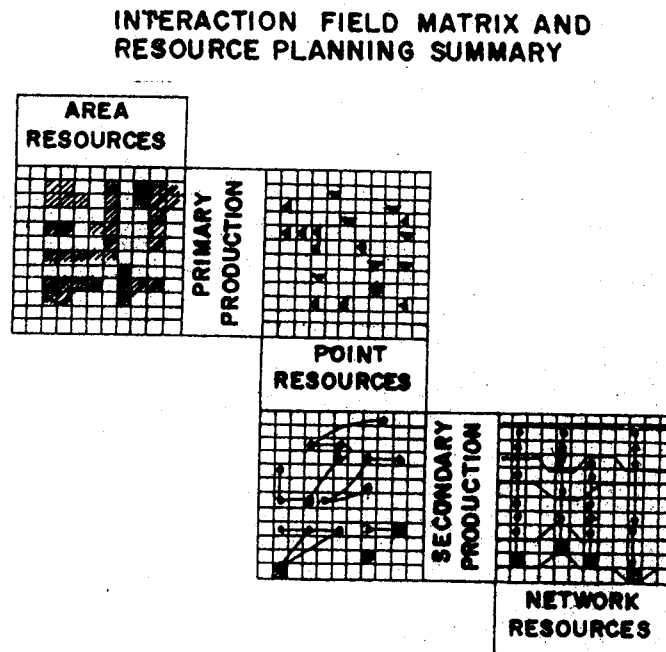 INTERACTION FIELD MATRIX AND
RESOURCE PLANNING SUMMARY
AREA
RESOURCES
PRIMARY
PRODUCTION
POINT
RESOURCES
SECONDARY
PRODUCTION
NETWORK
RESOURCES